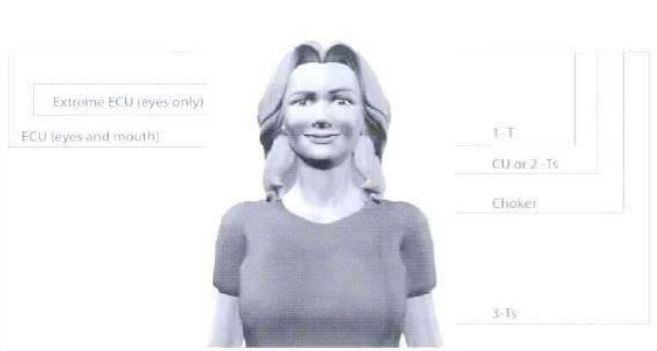 Extreme ECU (eyes only)
ECU (eyes and mouth)
1-T
CU or 2 -Ts
Choker
3-Ts